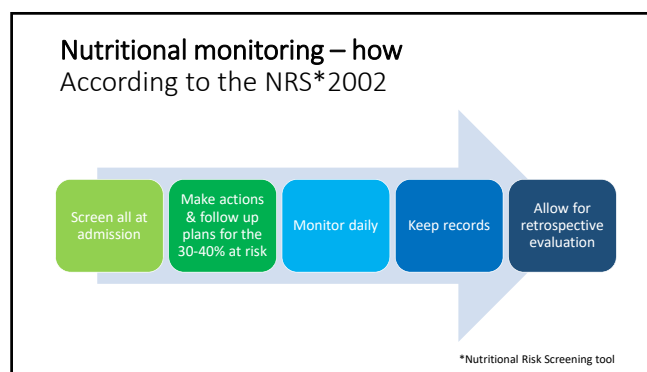 Nutritional monitoring – how
According to the NRS*2002
Screen all at
admission
Make actions
& follow up
plans for the
30-40% at risk
Monitor daily
Keep records
Allow for
retrospective
evaluation
*Nutritional Risk Screening tool